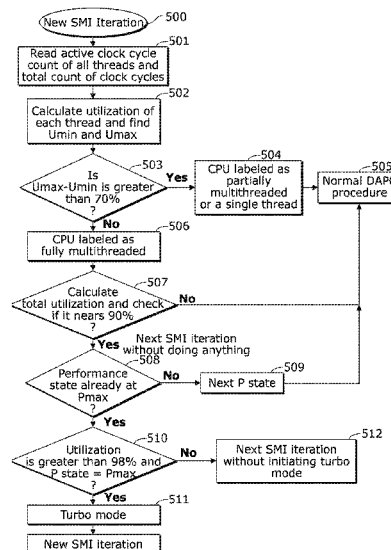 New SMI Iteration
500
501
Read active clock cycle
count of all threads and
total count of clock cycles
502
Calculate utilization of
each thread and find
Umin and Umax
503
Is
Umax-Umin is greater
than 70%
?
Yes
504
CPU labeled as
partially
multithreaded
or a single thread
505
Normal DAPC
procedure
No
506
CPU labeled as
fully multithreaded
507
Calculate
total utilization and check
if it nears 90%
?
No
Yes
Next SMI iteration
without doing anything
508
Performance
state already at
Pmax
?
No
509
Next P state
Yes
510
Utilization
is greater than 98% and
P state = Pmax
?
No
512
Next SMI iteration
without initiating turbo
mode
Yes
511
Turbo mode
New SMI iteration